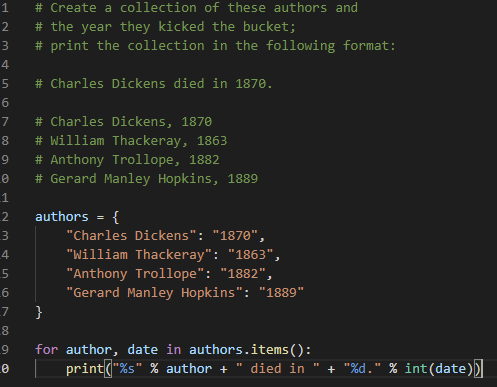 1 # Create a collection of these authors and
2 # the year they kicked the bucket;
3 # print the collection in the following format:
4
5 # Charles Dickens died in 1870.
6
7 # Charles Dickens, 1870
8 # William Thackeray, 1863
9 # Anthony Trollope, 1882
0 # Gerard Manley Hopkins, 1889
1
2 authors = {
3     "Charles Dickens": "1870",
4     "William Thackeray": "1863",
5     "Anthony Trollope": "1882",
6     "Gerard Manley Hopkins": "1889"
7 }
8
9 for author, date in authors.items():
0     print("%s" % author + " died in " + "%d." % int(date))